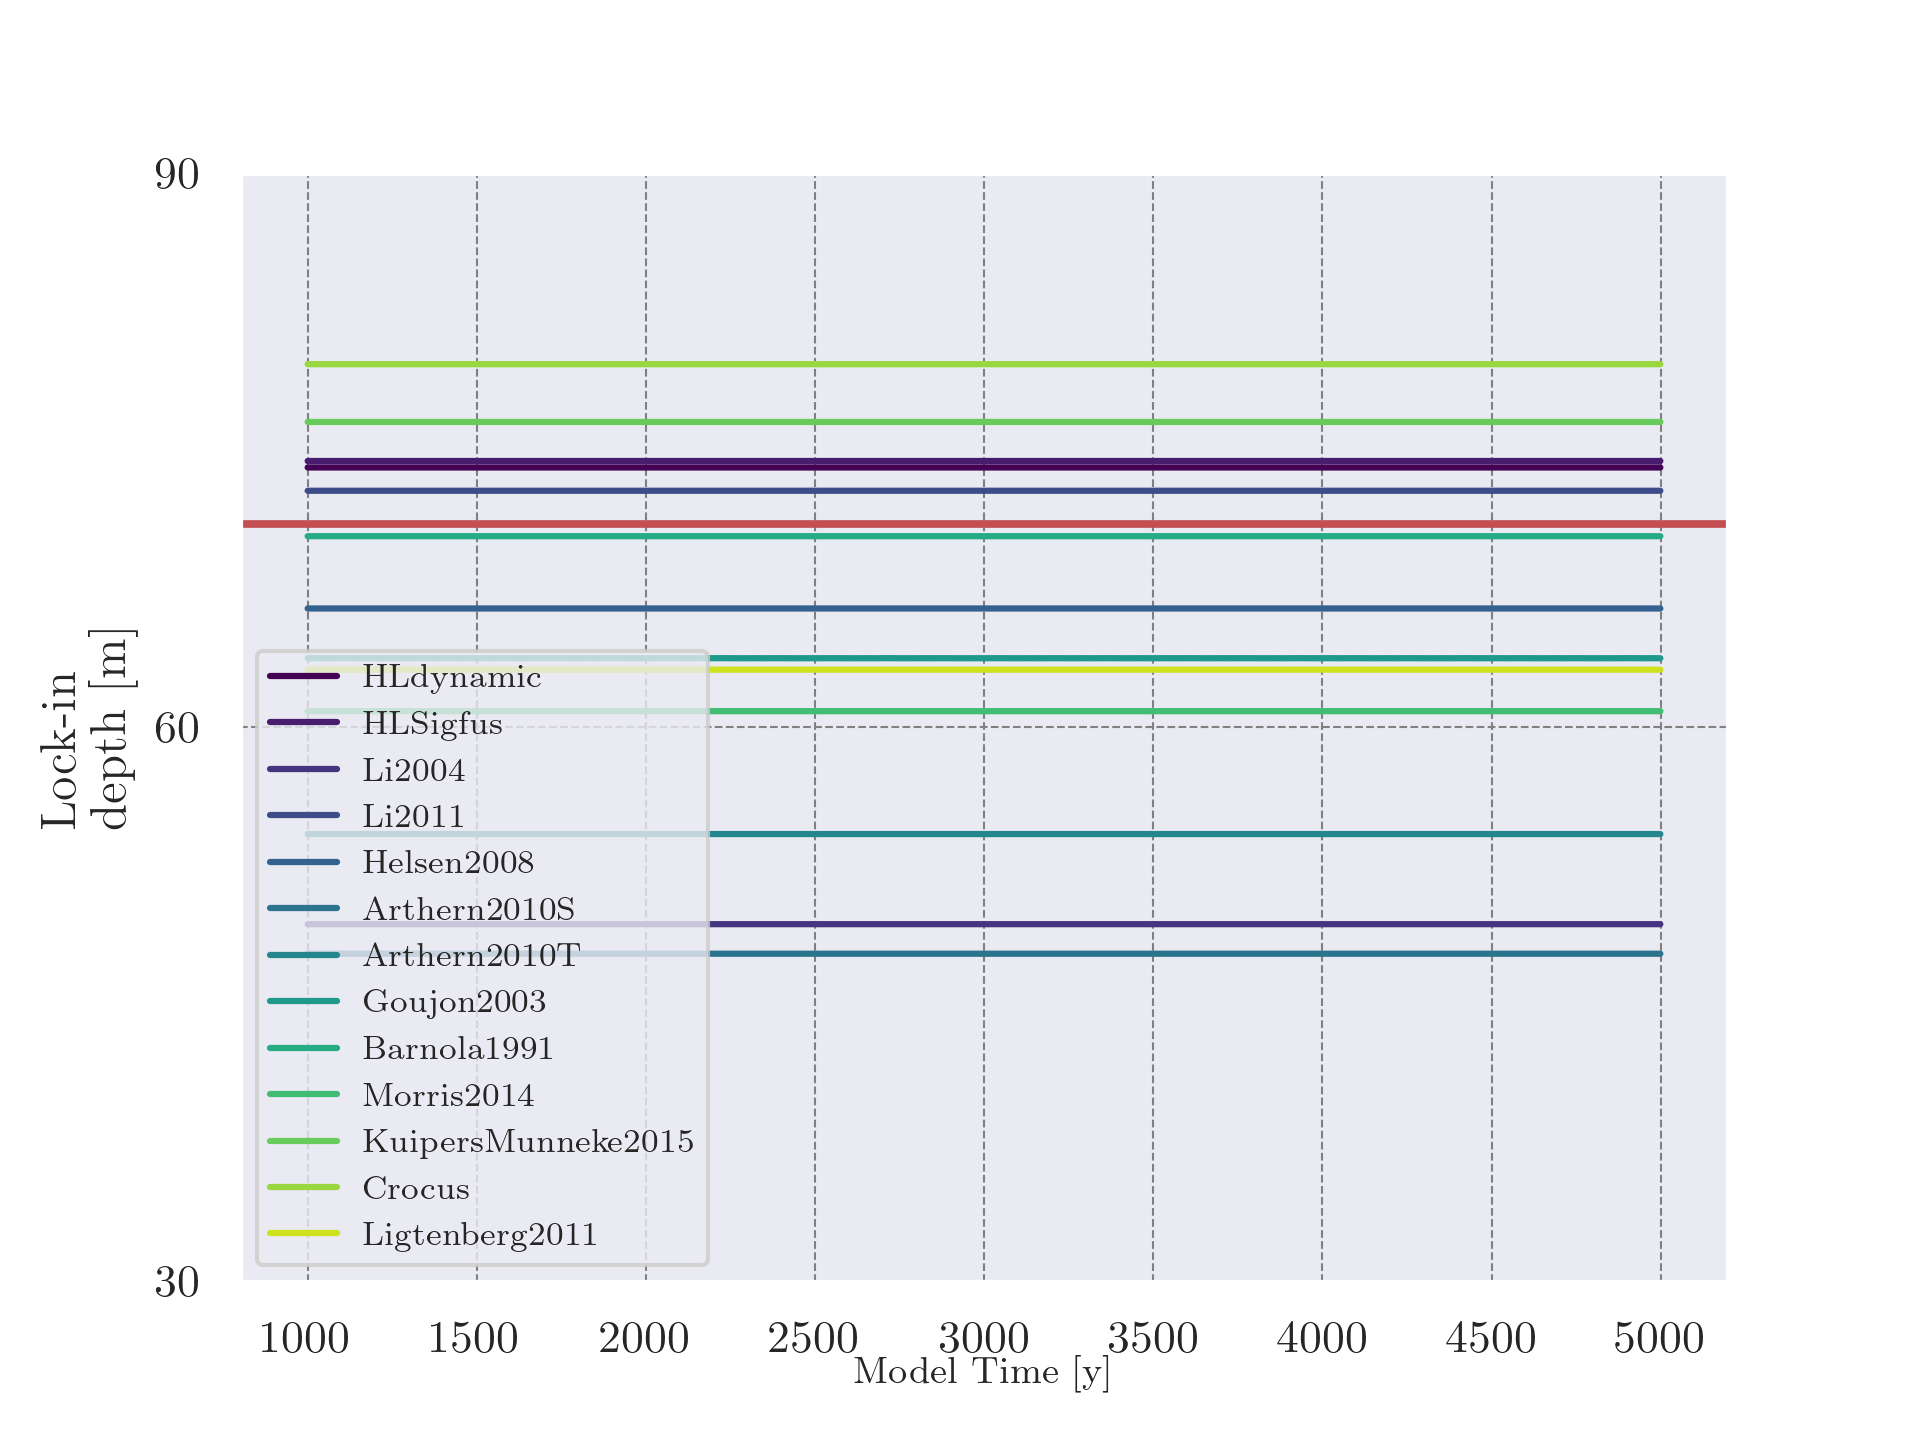 90
60
30
Lock-in
depth [m]
HLdynamic
HLSigfus
Li2004
Li2011
Helsen2008
Arthern2010S
Arthern2010T
Goujon2003
Barnola1991
Morris2014
KuipersMunneke2015
Crocus
Ligtenberg2011
1000 1500 2000 2500 3000 3500 4000 4500 5000
Model Time [y]